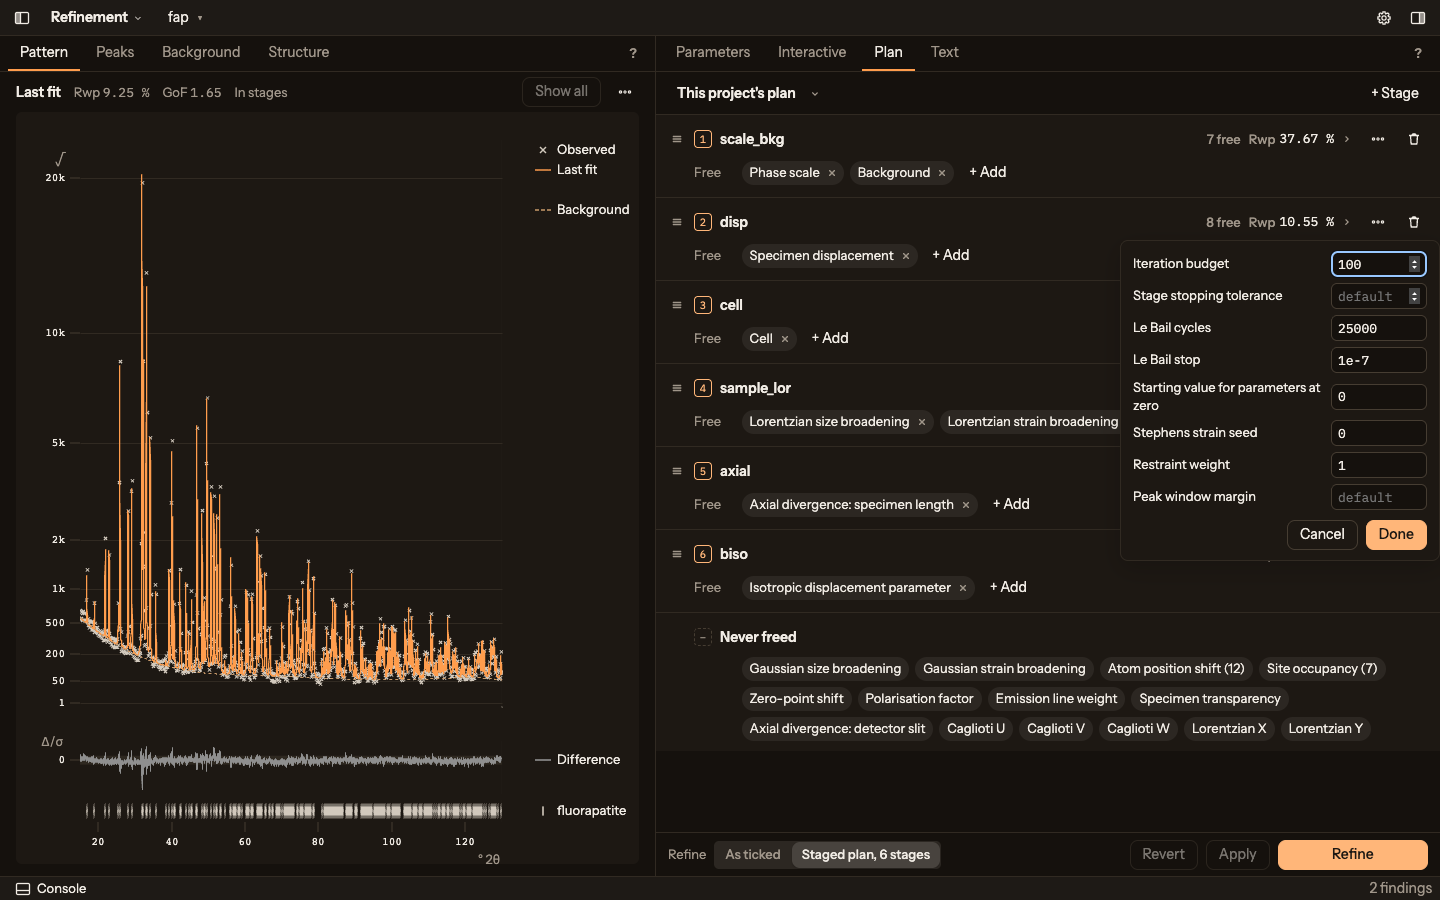 Refinement fap
Pattern Peaks Background Structure ?
Last fit Rwp 9.25 % GoF 1.65 In stages Show all
√
20k
10k
5k
2k
1k
500
200
50
1
Δ/σ
0
20 40 60 80 100 120
°2θ
Observed
Last fit
Background
Difference
fluorapatite
Parameters Interactive Plan Text ?
This project's plan + Stage
1 scale_bkg 7 free Rwp 37.67 %
Free Phase scale × Background × + Add
2 disp 8 free Rwp 10.55 %
Free Specimen displacement × + Add
3 cell
Free Cell × + Add
4 sample_lor
Free Lorentzian size broadening × Lorentzian strain broadening
5 axial
Free Axial divergence: specimen length × + Add
6 biso
Free Isotropic displacement parameter × + Add
Iteration budget 100
Stage stopping tolerance default
Le Bail cycles 25000
Le Bail stop 1e-7
Starting value for parameters at
zero 0
Stephens strain seed 0
Restraint weight 1
Peak window margin default
Cancel Done
Never freed
Gaussian size broadening Gaussian strain broadening Atom position shift (12) Site occupancy (7)
Zero-point shift Polarisation factor Emission line weight Specimen transparency
Axial divergence: detector slit Caglioti U Caglioti V Caglioti W Lorentzian X Lorentzian Y
Refine As ticked Staged plan, 6 stages Revert Apply Refine
Console 2 findings